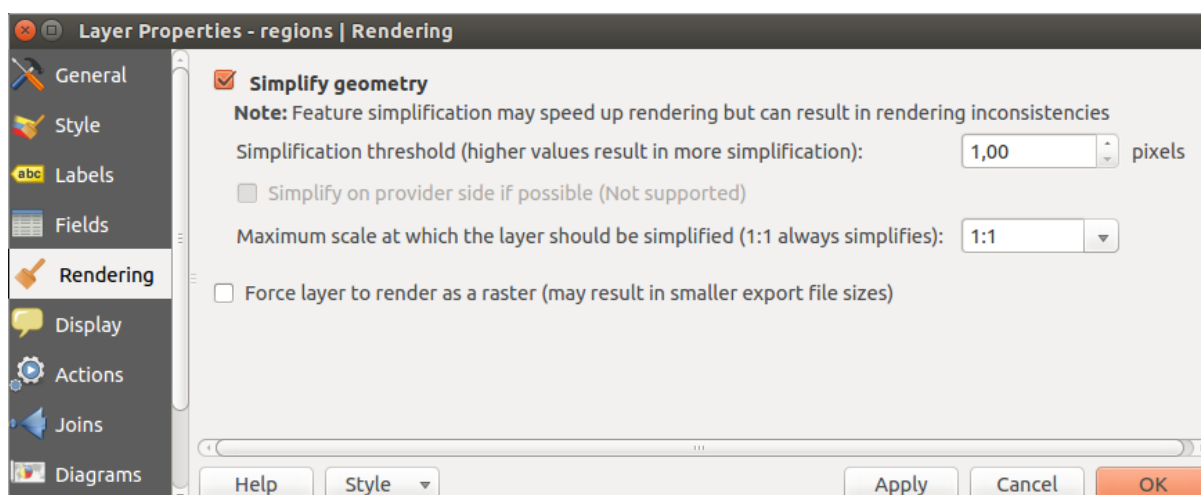 Layer Properties - regions | Rendering
General
Style
abc Labels
Fields
Rendering
Display
Actions
Joins
Diagrams
Simplify geometry
Note: Feature simplification may speed up rendering but can result in rendering inconsistencies
Simplification threshold (higher values result in more simplification): 1,00 pixels
Simplify on provider side if possible (Not supported)
Maximum scale at which the layer should be simplified (1:1 always simplifies): 1:1
Force layer to render as a raster (may result in smaller export file sizes)
Help Style Apply Cancel OK